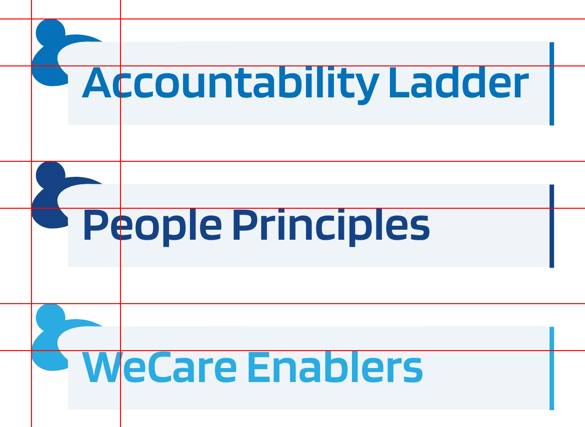 Accountability Ladder
People Principles
WeCare Enablers